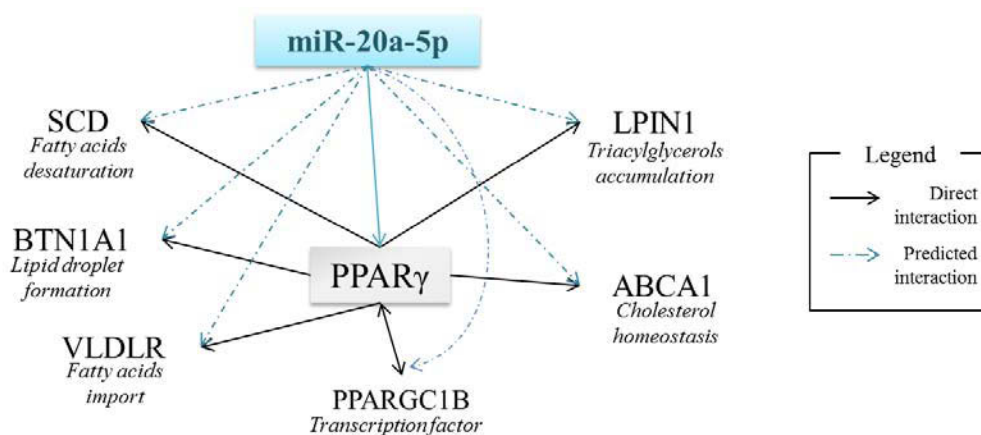 miR-20a-5p
SCD
Fatty acids
desaturation
LPIN1
Triacylglycerols
accumulation
BTN1A1
Lipid droplet
formation
PPARγ
ABCA1
Cholesterol
homeostasis
VLDLR
Fatty acids
import
PPARGC1B
Transcription factor
Legend
Direct
interaction
Predicted
interaction